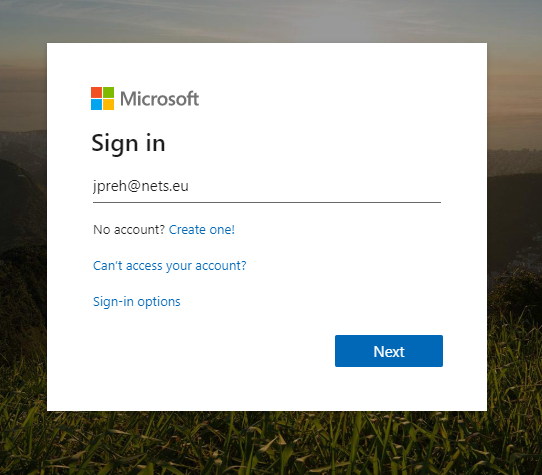 Microsoft
Sign in
jpreh@nets.eu
No account? Create one!
Can't access your account?
Sign-in options
Next